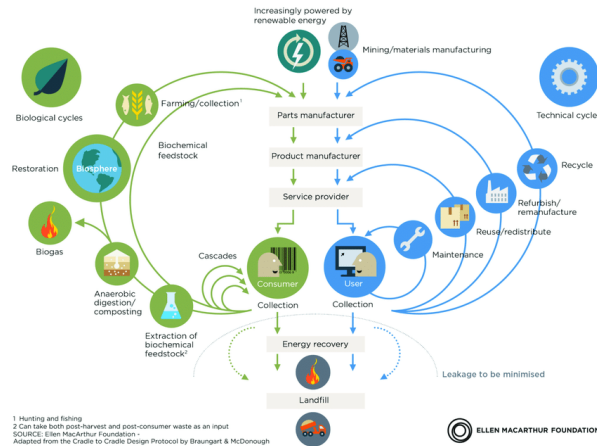 Increasingly powered by
renewable energy
Mining/materials manufacturing
Biological cycles
Farming/collection1
Technical cycle
Parts manufacturer
Biochemical
feedstock
Product manufacturer
Recycle
Restoration
Biosphere
Service provider
Refurbish/
remanufacture
Reuse/redistribute
Biogas
Cascades
Consumer
User
Maintenance
Anaerobic
digestion/
composting
Collection
Collection
Extraction of
biochemical
feedstock2
Energy recovery
Leakage to be minimised
Landfill
1 Hunting and fishing
2 Can take both post-harvest and post-consumer waste as an input
SOURCE: Ellen MacArthur Foundation -
Adapted from the Cradle to Cradle Design Protocol by Braungart & McDonough
ELLEN MACARTHUR FOUNDATION